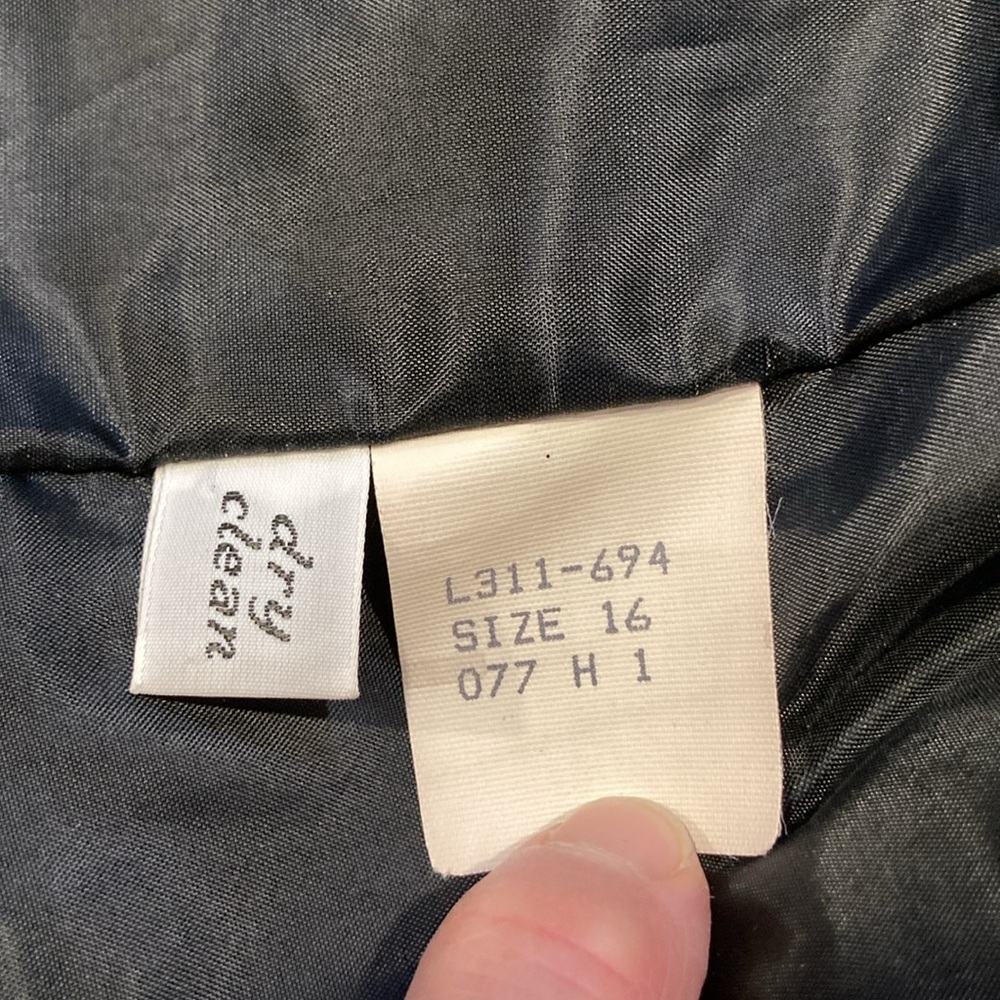 dry
clean
L311-694
SIZE 16
077 H 1